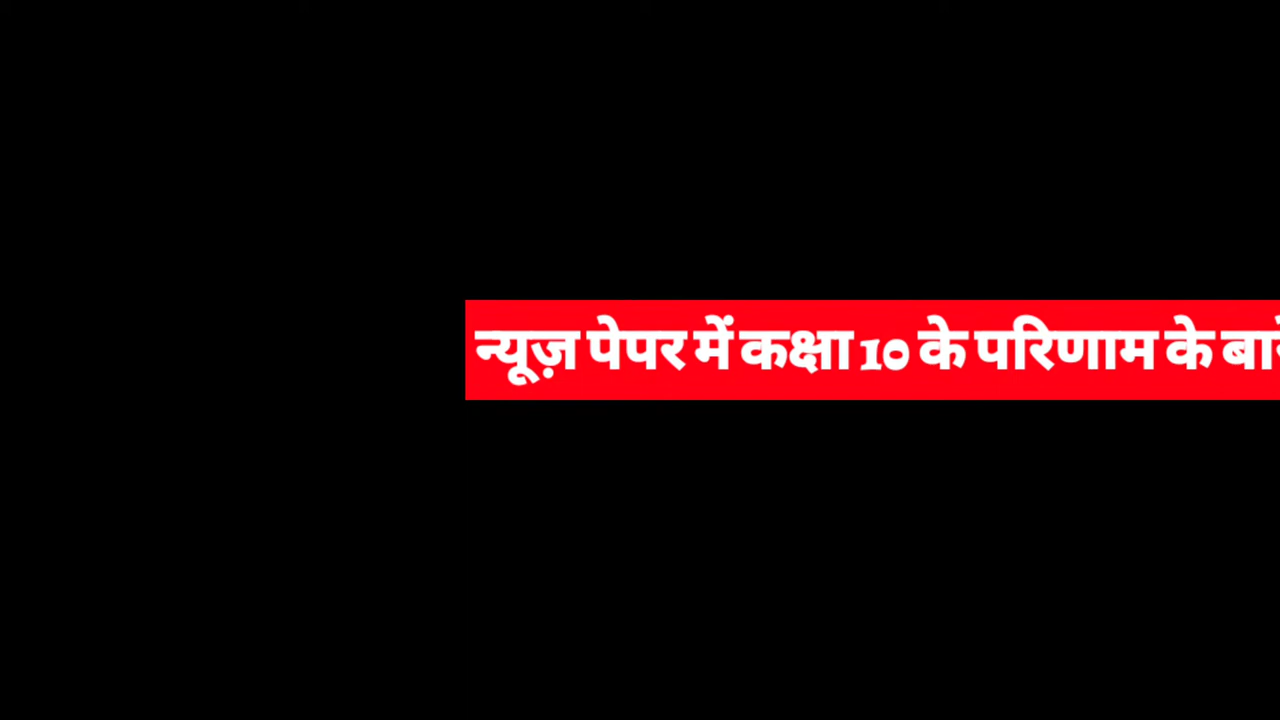 न्यूज़ पेपर में कक्षा 10 के परिणाम के